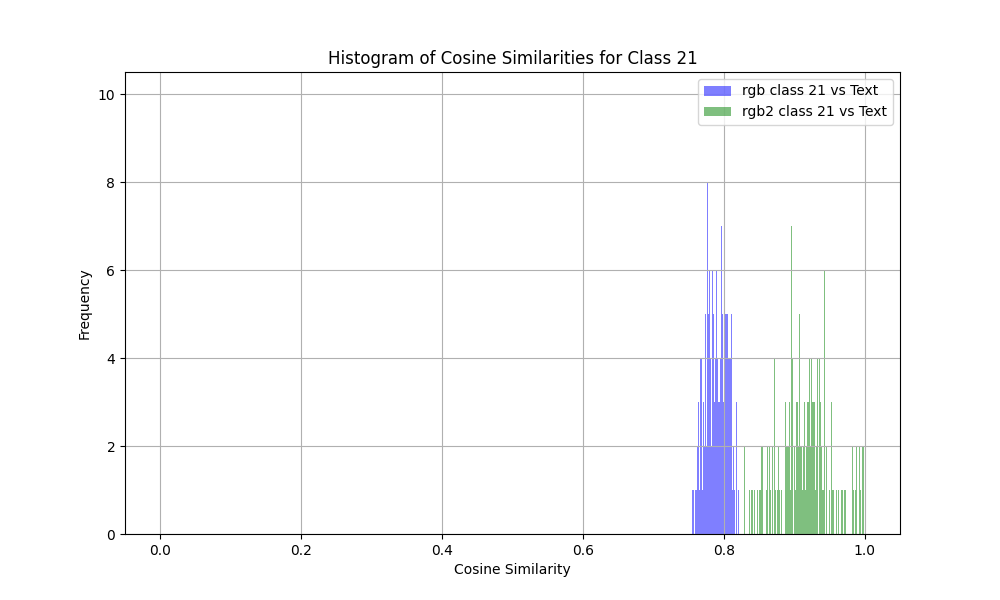 Histogram of Cosine Similarities for Class 21
rgb class 21 vs Text
rgb2 class 21 vs Text
10
8
6
4
2
0
Frequency
0.0 0.2 0.4 0.6 0.8 1.0
Cosine Similarity